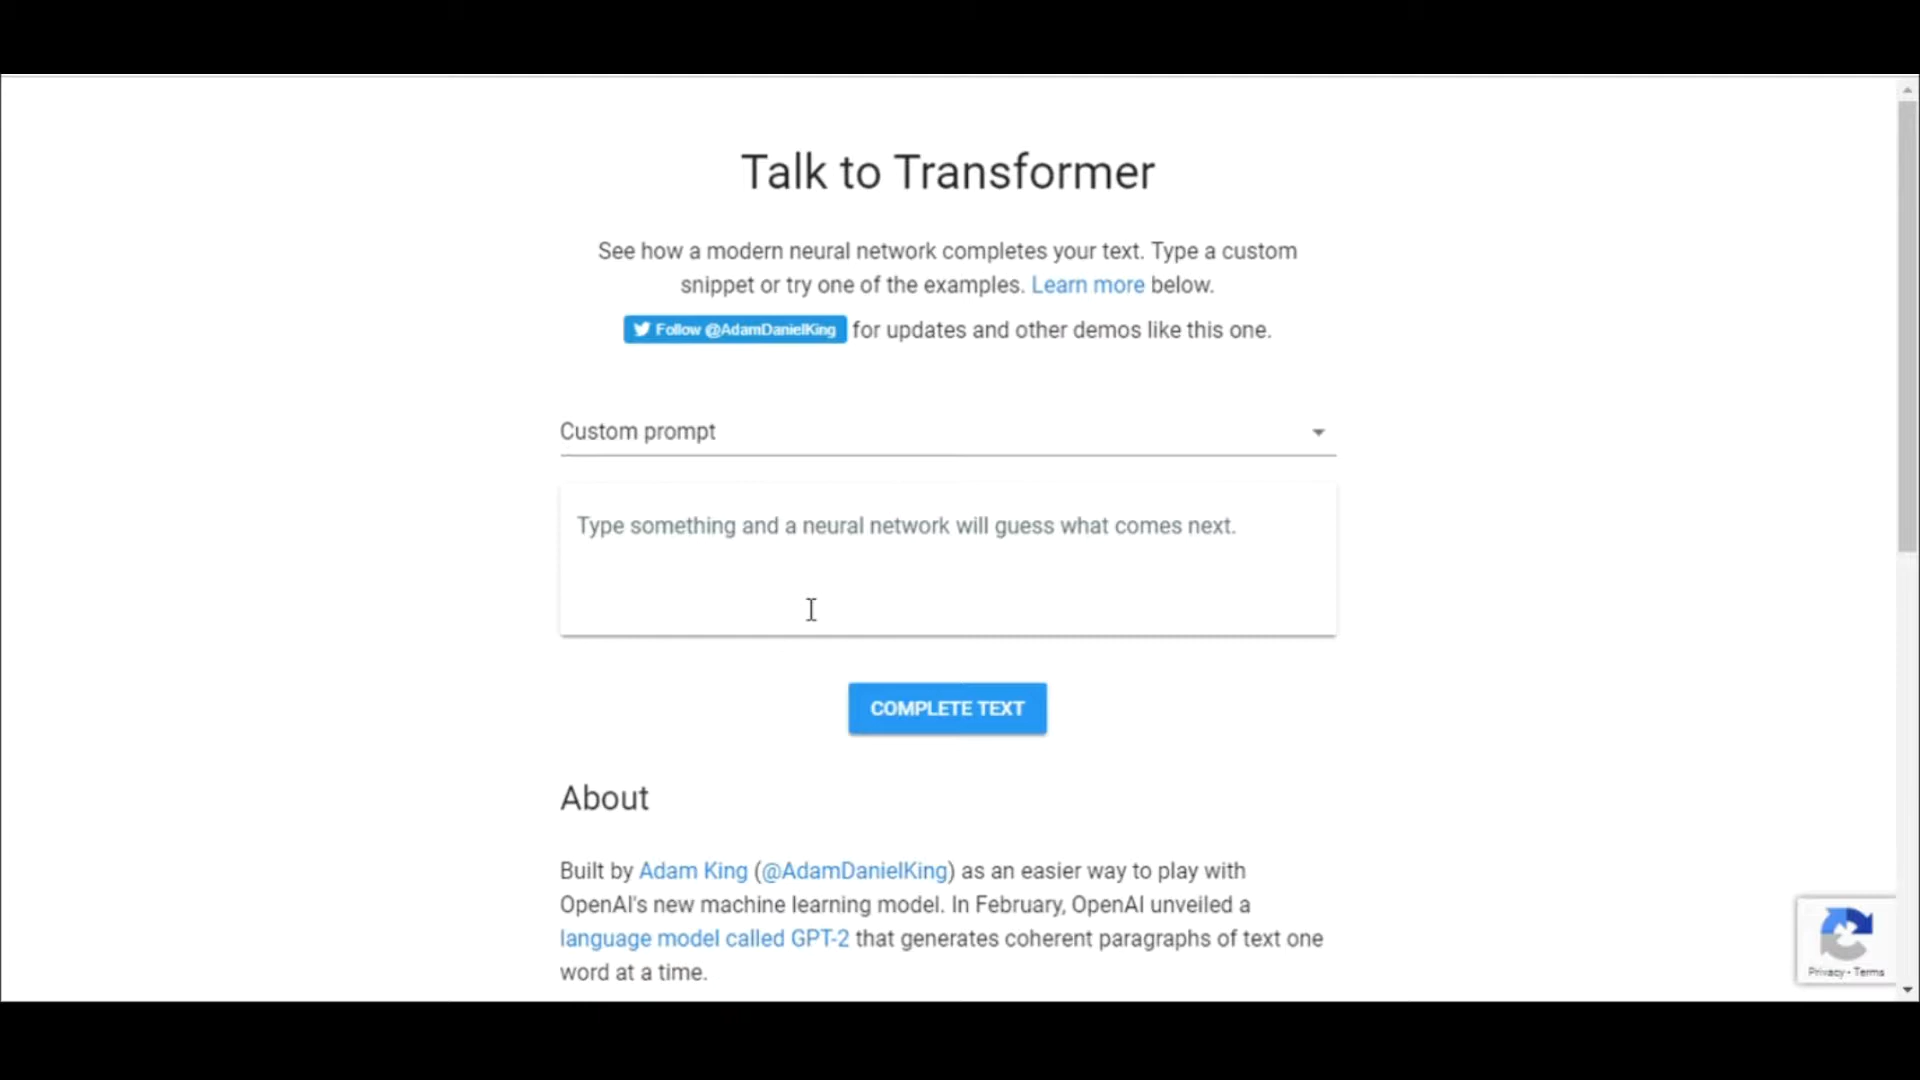 Talk to Transformer
See how a modern neural network completes your text. Type a custom
snippet or try one of the examples. Learn more below.
Follow @AdamDanielKing for updates and other demos like this one.
Custom prompt
Type something and a neural network will guess what comes next.
COMPLETE TEXT
About
Built by Adam King (@AdamDanielKing) as an easier way to play with
OpenAI's new machine learning model. In February, OpenAI unveiled a
language model called GPT-2 that generates coherent paragraphs of text one
word at a time.
Privacy - Terms